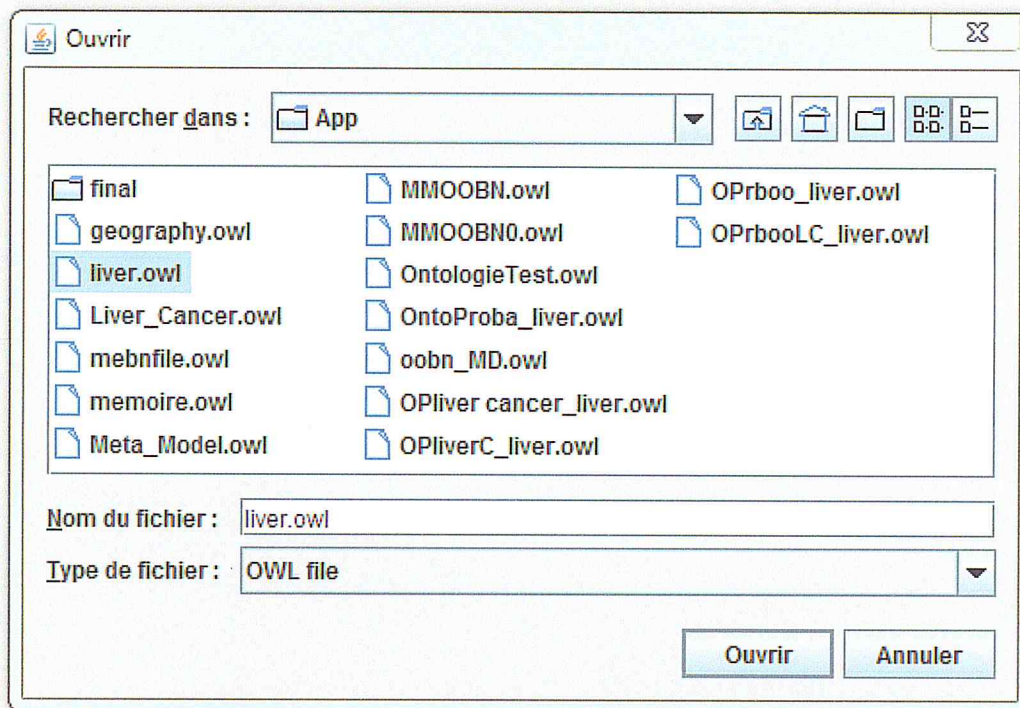 Ouvrir
Rechercher dans : App
final
geography.owl
liver.owl
Liver_Cancer.owl
mebnfile.owl
memoire.owl
Meta_Model.owl
MMOOBN.owl
MMOOBN0.owl
OntologieTest.owl
OntoProba_liver.owl
oobn_MD.owl
OPliver cancer_liver.owl
OPliverC_liver.owl
OPrboo_liver.owl
OPrbooLC_liver.owl
Nom du fichier : liver.owl
Type de fichier : OWL file
Ouvrir Annuler